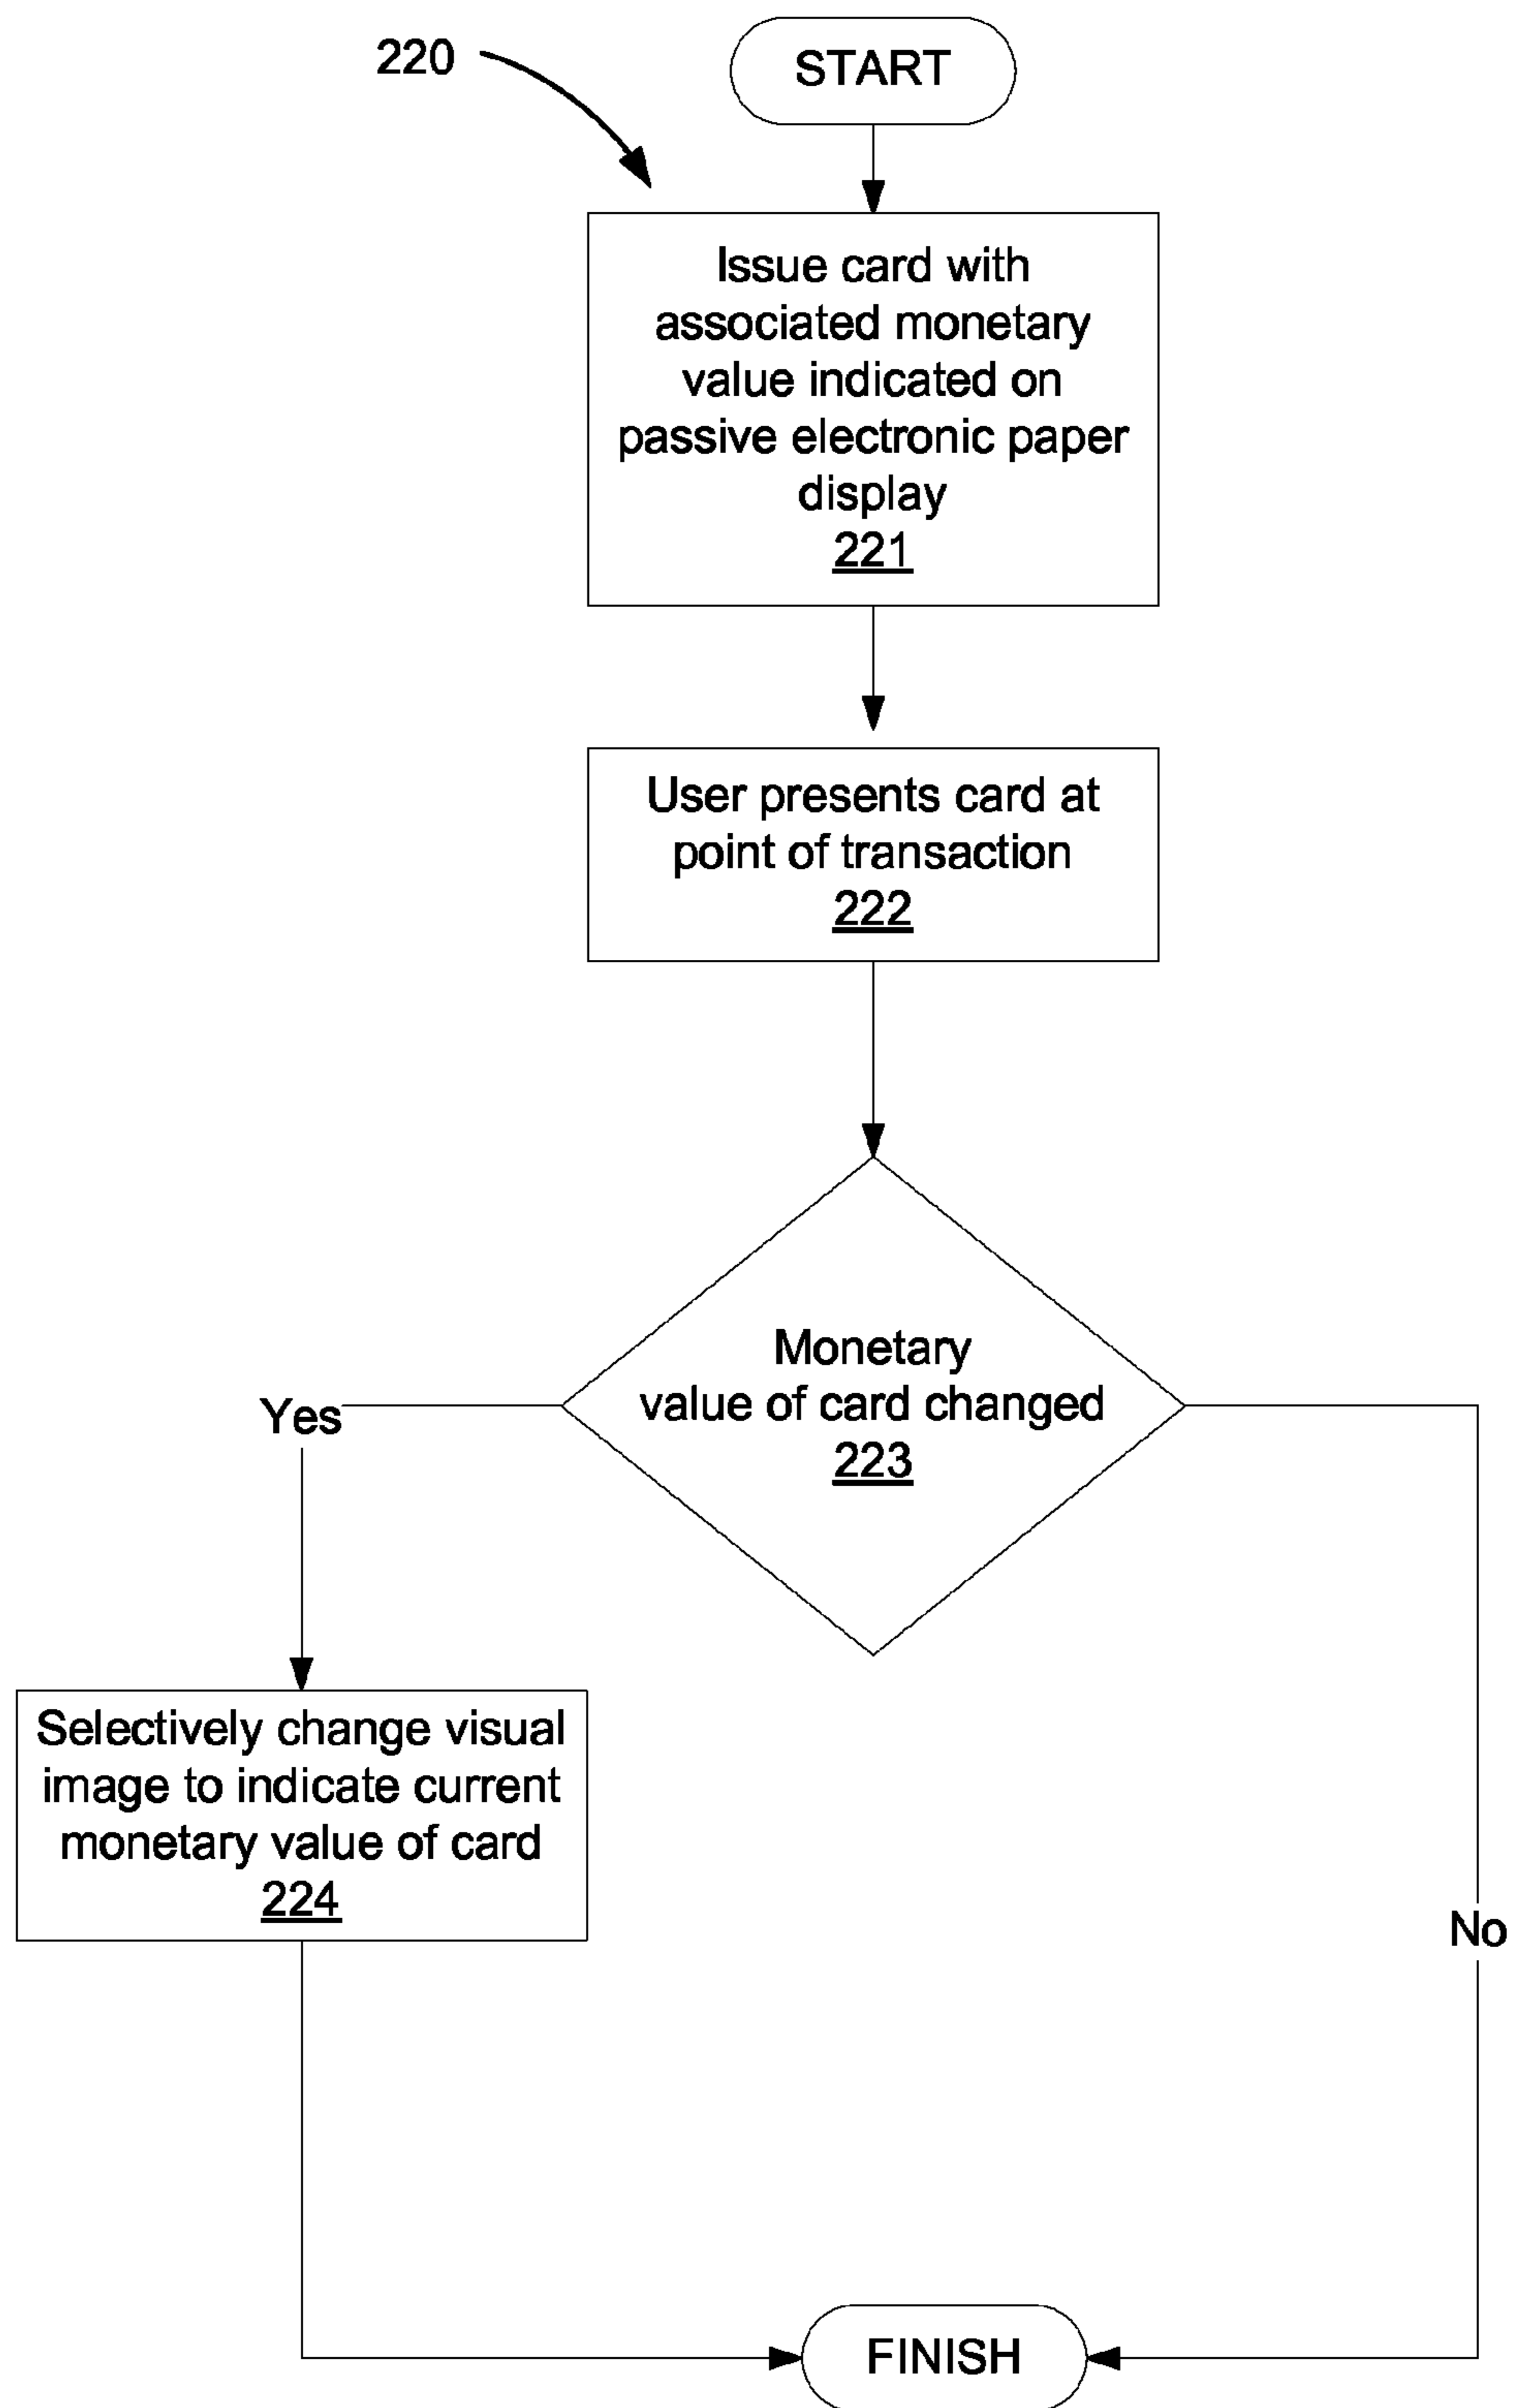 220
START
Issue card with
associated monetary
value indicated on
passive electronic paper
display
221
User presents card at
point of transaction
222
Monetary
value of card changed
223
Yes
Selectively change visual
image to indicate current
monetary value of card
224
No
FINISH